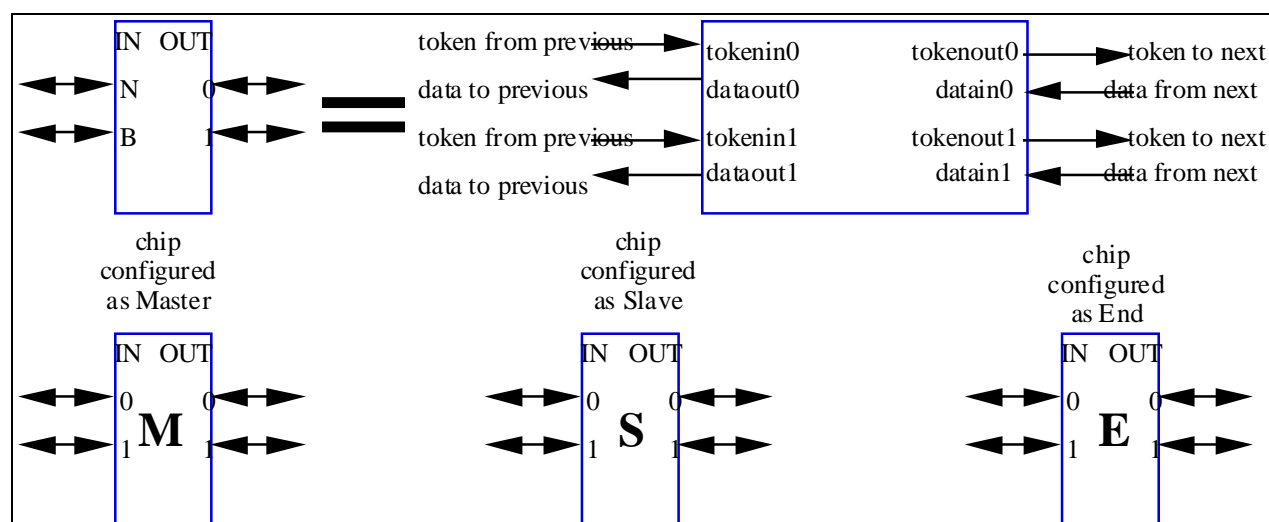 IN OUT
N 0
B 1
token from previous
data to previous
token from previous
data to previous
tokenin0 tokenout0
dataout0 datain0
tokenin1 tokenout1
dataout1 datain1
token to next
data from next
token to next
data from next
chip
configured
as Master
IN OUT
0 0
M
1 1
chip
configured
as Slave
IN OUT
0 0
S
1 1
chip
configured
as End
IN OUT
0 0
E
1 1